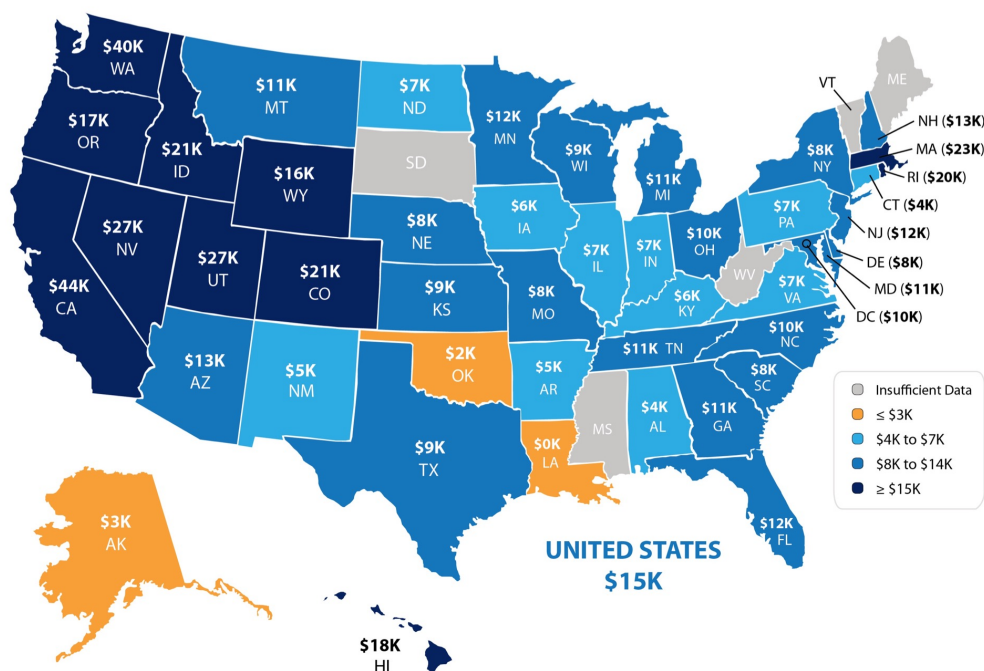 $40K
WA
$11K
MT
$7K
ND
$12K
MN
VT
ME
$17K
OR
$21K
ID
$16K
WY
SD
$9K
WI
$11K
MI
$8K
NY
NH ($13K)
MA ($23K)
RI ($20K)
CT ($4K)
NJ ($12K)
DE ($8K)
MD ($11K)
DC ($10K)
$27K
NV
$27K
UT
$21K
CO
$8K
NE
$6K
IA
$7K
IL
$7K
IN
$10K
OH
$7K
PA
WV
$7K
VA
$44K
CA
$9K
KS
$8K
MO
$6K
KY
$13K
AZ
$5K
NM
$2K
OK
$5K
AR
$11K TN
$10K
NC
$8K
SC
$9K
TX
$0K
LA
MS
$4K
AL
$11K
GA
$12K
FL
Insufficient Data
≤ $3K
$4K to $7K
$8K to $14K
≥ $15K
$3K
AK
$18K
HI
UNITED STATES
$15K